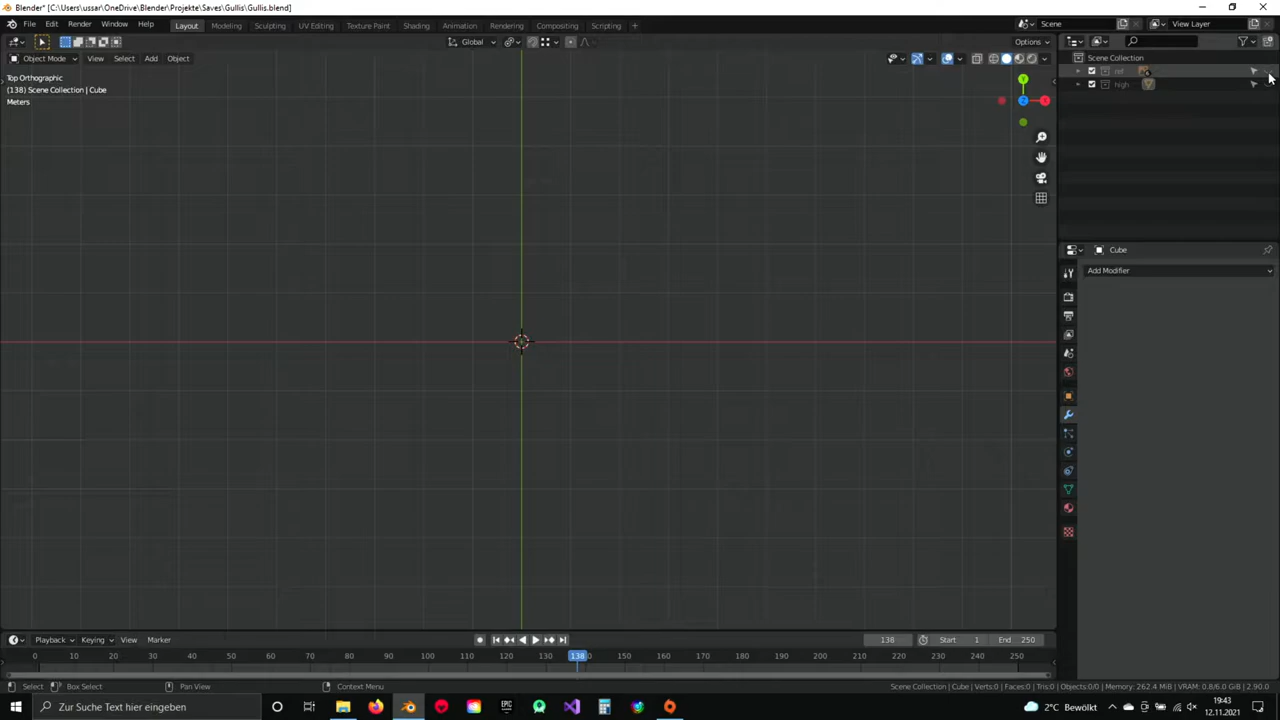 Blender* [C:\Users\ussar\OneDrive\Blender\Projekte\Saves\Gullis\Gullis.blend]
File Edit Render Window Help Layout Modeling Sculpting UV Editing Texture Paint Shading Animation Rendering Compositing Scripting + Scene View Layer
Global Options
Object Mode View Select Add Object
Top Orthographic
(138) Scene Collection | Cube
Meters
Y
Z X
Scene Collection
ref 6
high
Cube
Add Modifier
Playback Keying View Marker 138 Start 1 End 250
0 10 20 30 40 50 60 70 80 90 100 110 120 130 138 150 160 170 180 190 200 210 220 230 240 250
Select Box Select Pan View Context Menu Scene Collection | Cube | Verts:0 | Faces:0 | Tris:0 | Objects:0/0 | Memory: 262.4 MiB | VRAM: 0.8/6.0 GiB | 2.90.0
Zur Suche Text hier eingeben EPIC GAMES 2°C Bewölkt 19:43
12.11.2021